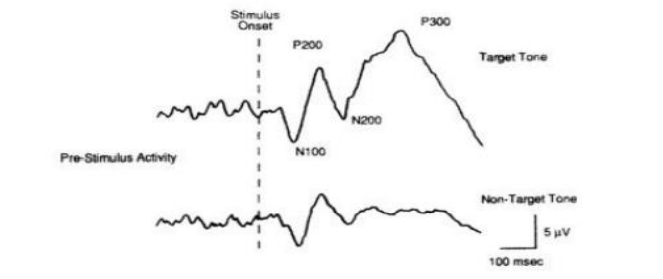 Stimulus
Onset
P300
P200
Target Tone
N200
N100
Pre-Stimulus Activity
Non-Target Tone
5 µV
100 msec